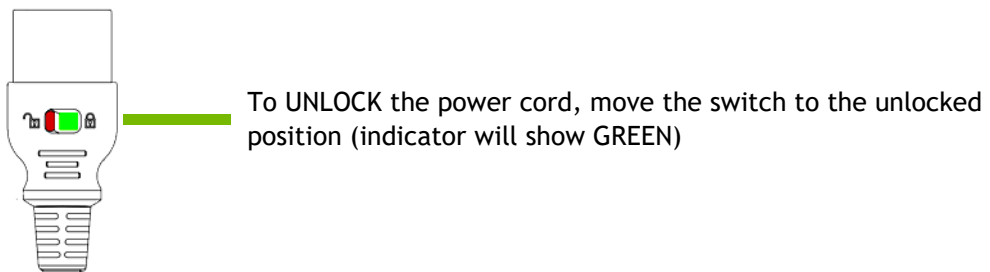 To UNLOCK the power cord, move the switch to the unlocked
position (indicator will show GREEN)